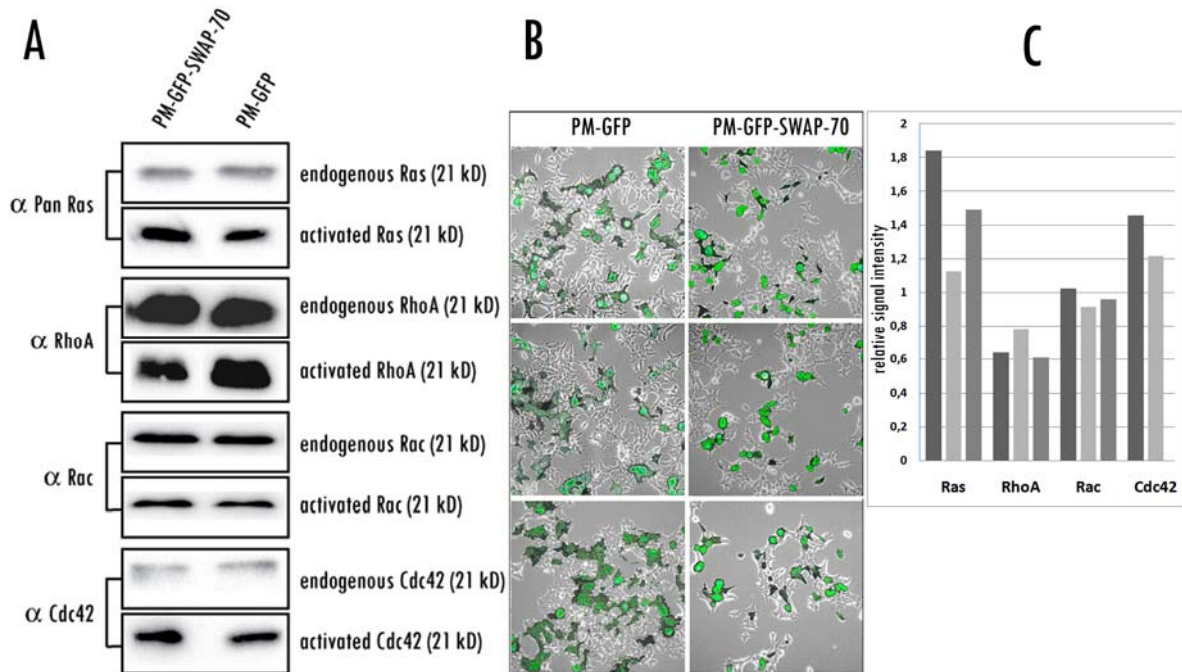 A
PM-GFP-SWAP-70
PM-GFP
α Pan Ras
endogenous Ras (21 kD)
activated Ras (21 kD)
α RhoA
endogenous RhoA (21 kD)
activated RhoA (21 kD)
α Rac
endogenous Rac (21 kD)
activated Rac (21 kD)
α Cdc42
endogenous Cdc42 (21 kD)
activated Cdc42 (21 kD)
B
PM-GFP
PM-GFP-SWAP-70
C
relative signal intensity
2
1,8
1,6
1,4
1,2
1
0,8
0,6
0,4
0,2
0
Ras RhoA Rac Cdc42